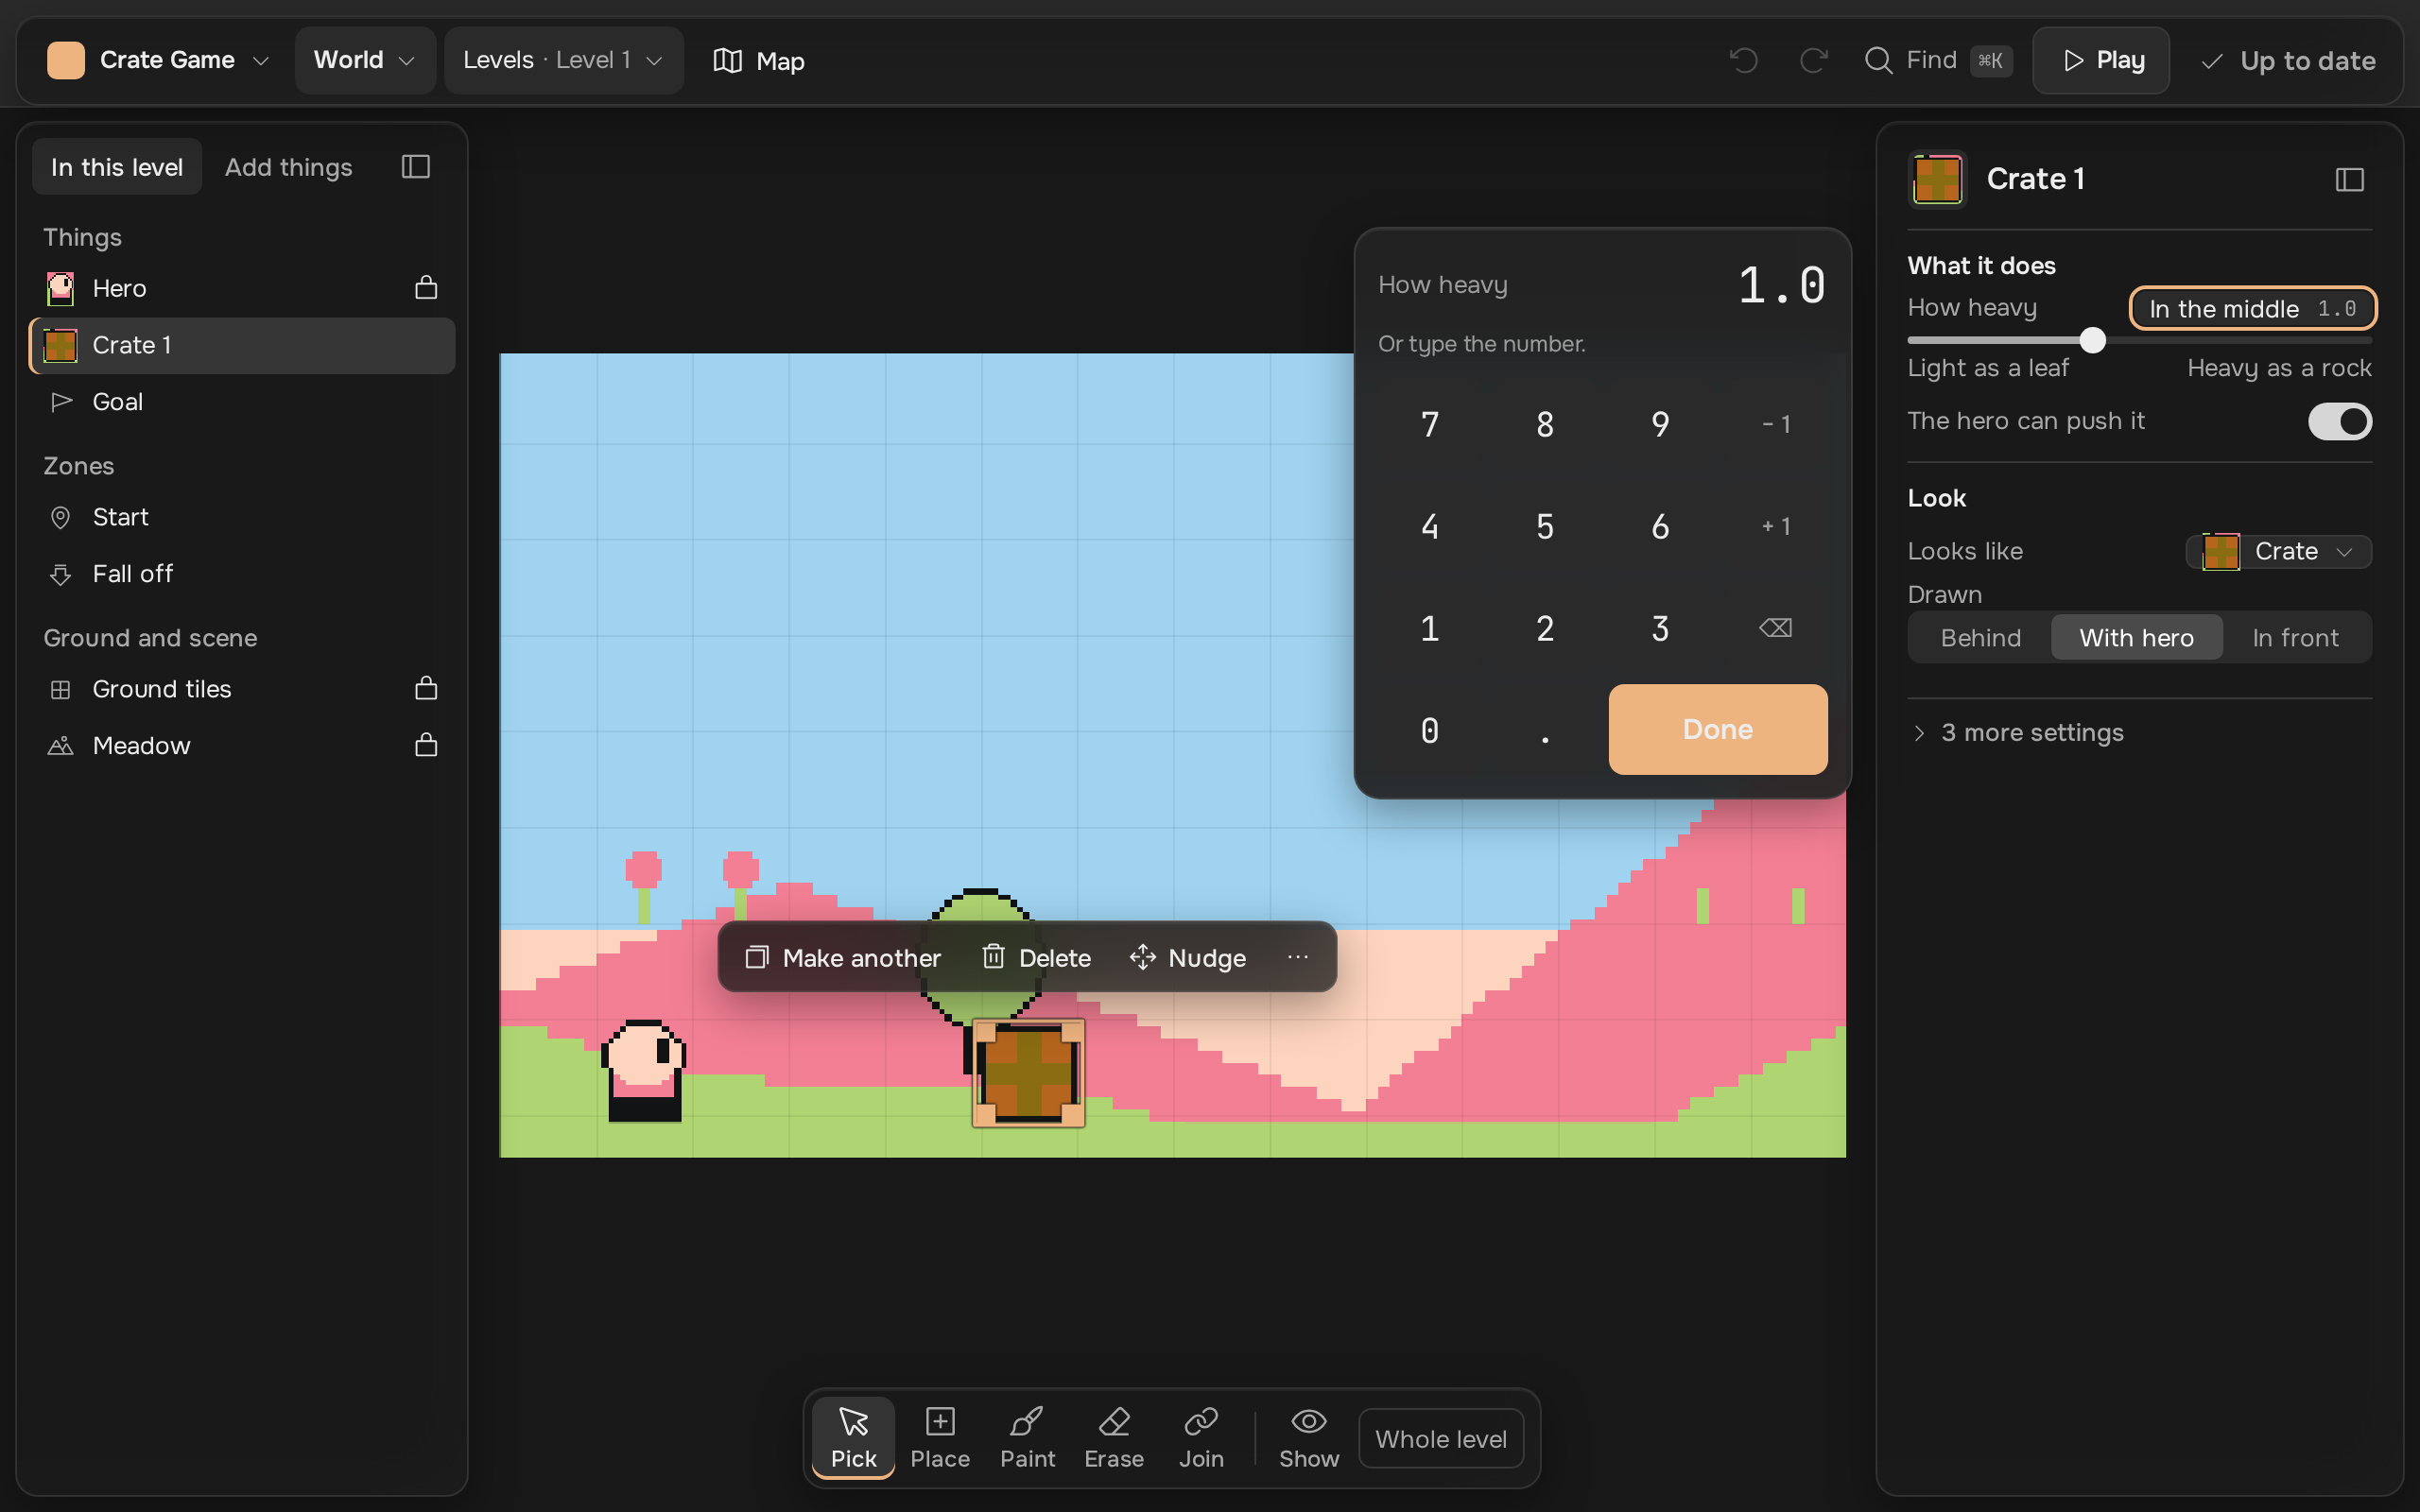 Crate Game
World
Levels · Level 1
Map
Find ⌘K
Play
Up to date
In this level
Add things
Things
Hero
Crate 1
Goal
Zones
Start
Fall off
Ground and scene
Ground tiles
Meadow
How heavy 1.0
Or type the number.
7 8 9 − 1
4 5 6 + 1
1 2 3
0 . Done
Make another
Delete
Nudge
···
Pick
Place
Paint
Erase
Join
Show
Whole level
Crate 1
What it does
How heavy
In the middle 1.0
Light as a leaf
Heavy as a rock
The hero can push it
Look
Looks like
Crate
Drawn
Behind
With hero
In front
3 more settings